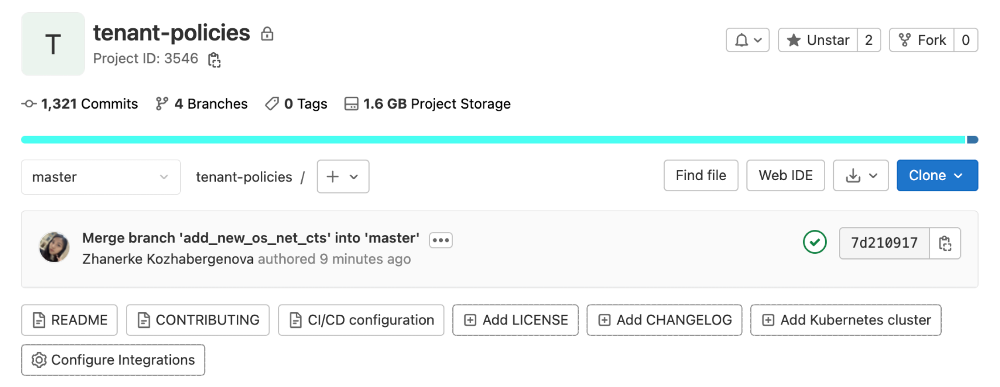 T
tenant-policies
Project ID: 3546
Unstar 2
Fork 0
1,321 Commits 4 Branches 0 Tags 1.6 GB Project Storage
master tenant-policies / Find file Web IDE Clone
Merge branch 'add_new_os_net_cts' into 'master'
Zhanerke Kozhabergenova authored 9 minutes ago
7d210917
README CONTRIBUTING CI/CD configuration Add LICENSE Add CHANGELOG Add Kubernetes cluster
Configure Integrations